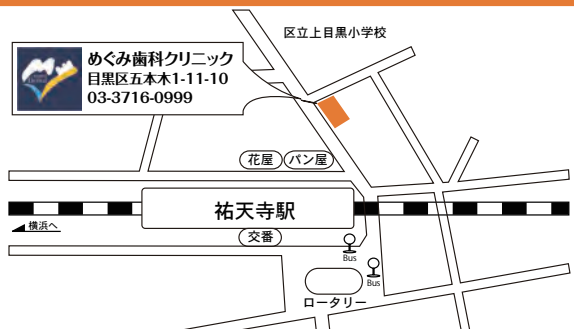 区立上目黒小学校
めぐみ歯科クリニック
目黒区五本木1-11-10
03-3716-0999
花屋
パン屋
祐天寺駅
横浜へ
交番
Bus
Bus
ロータリー